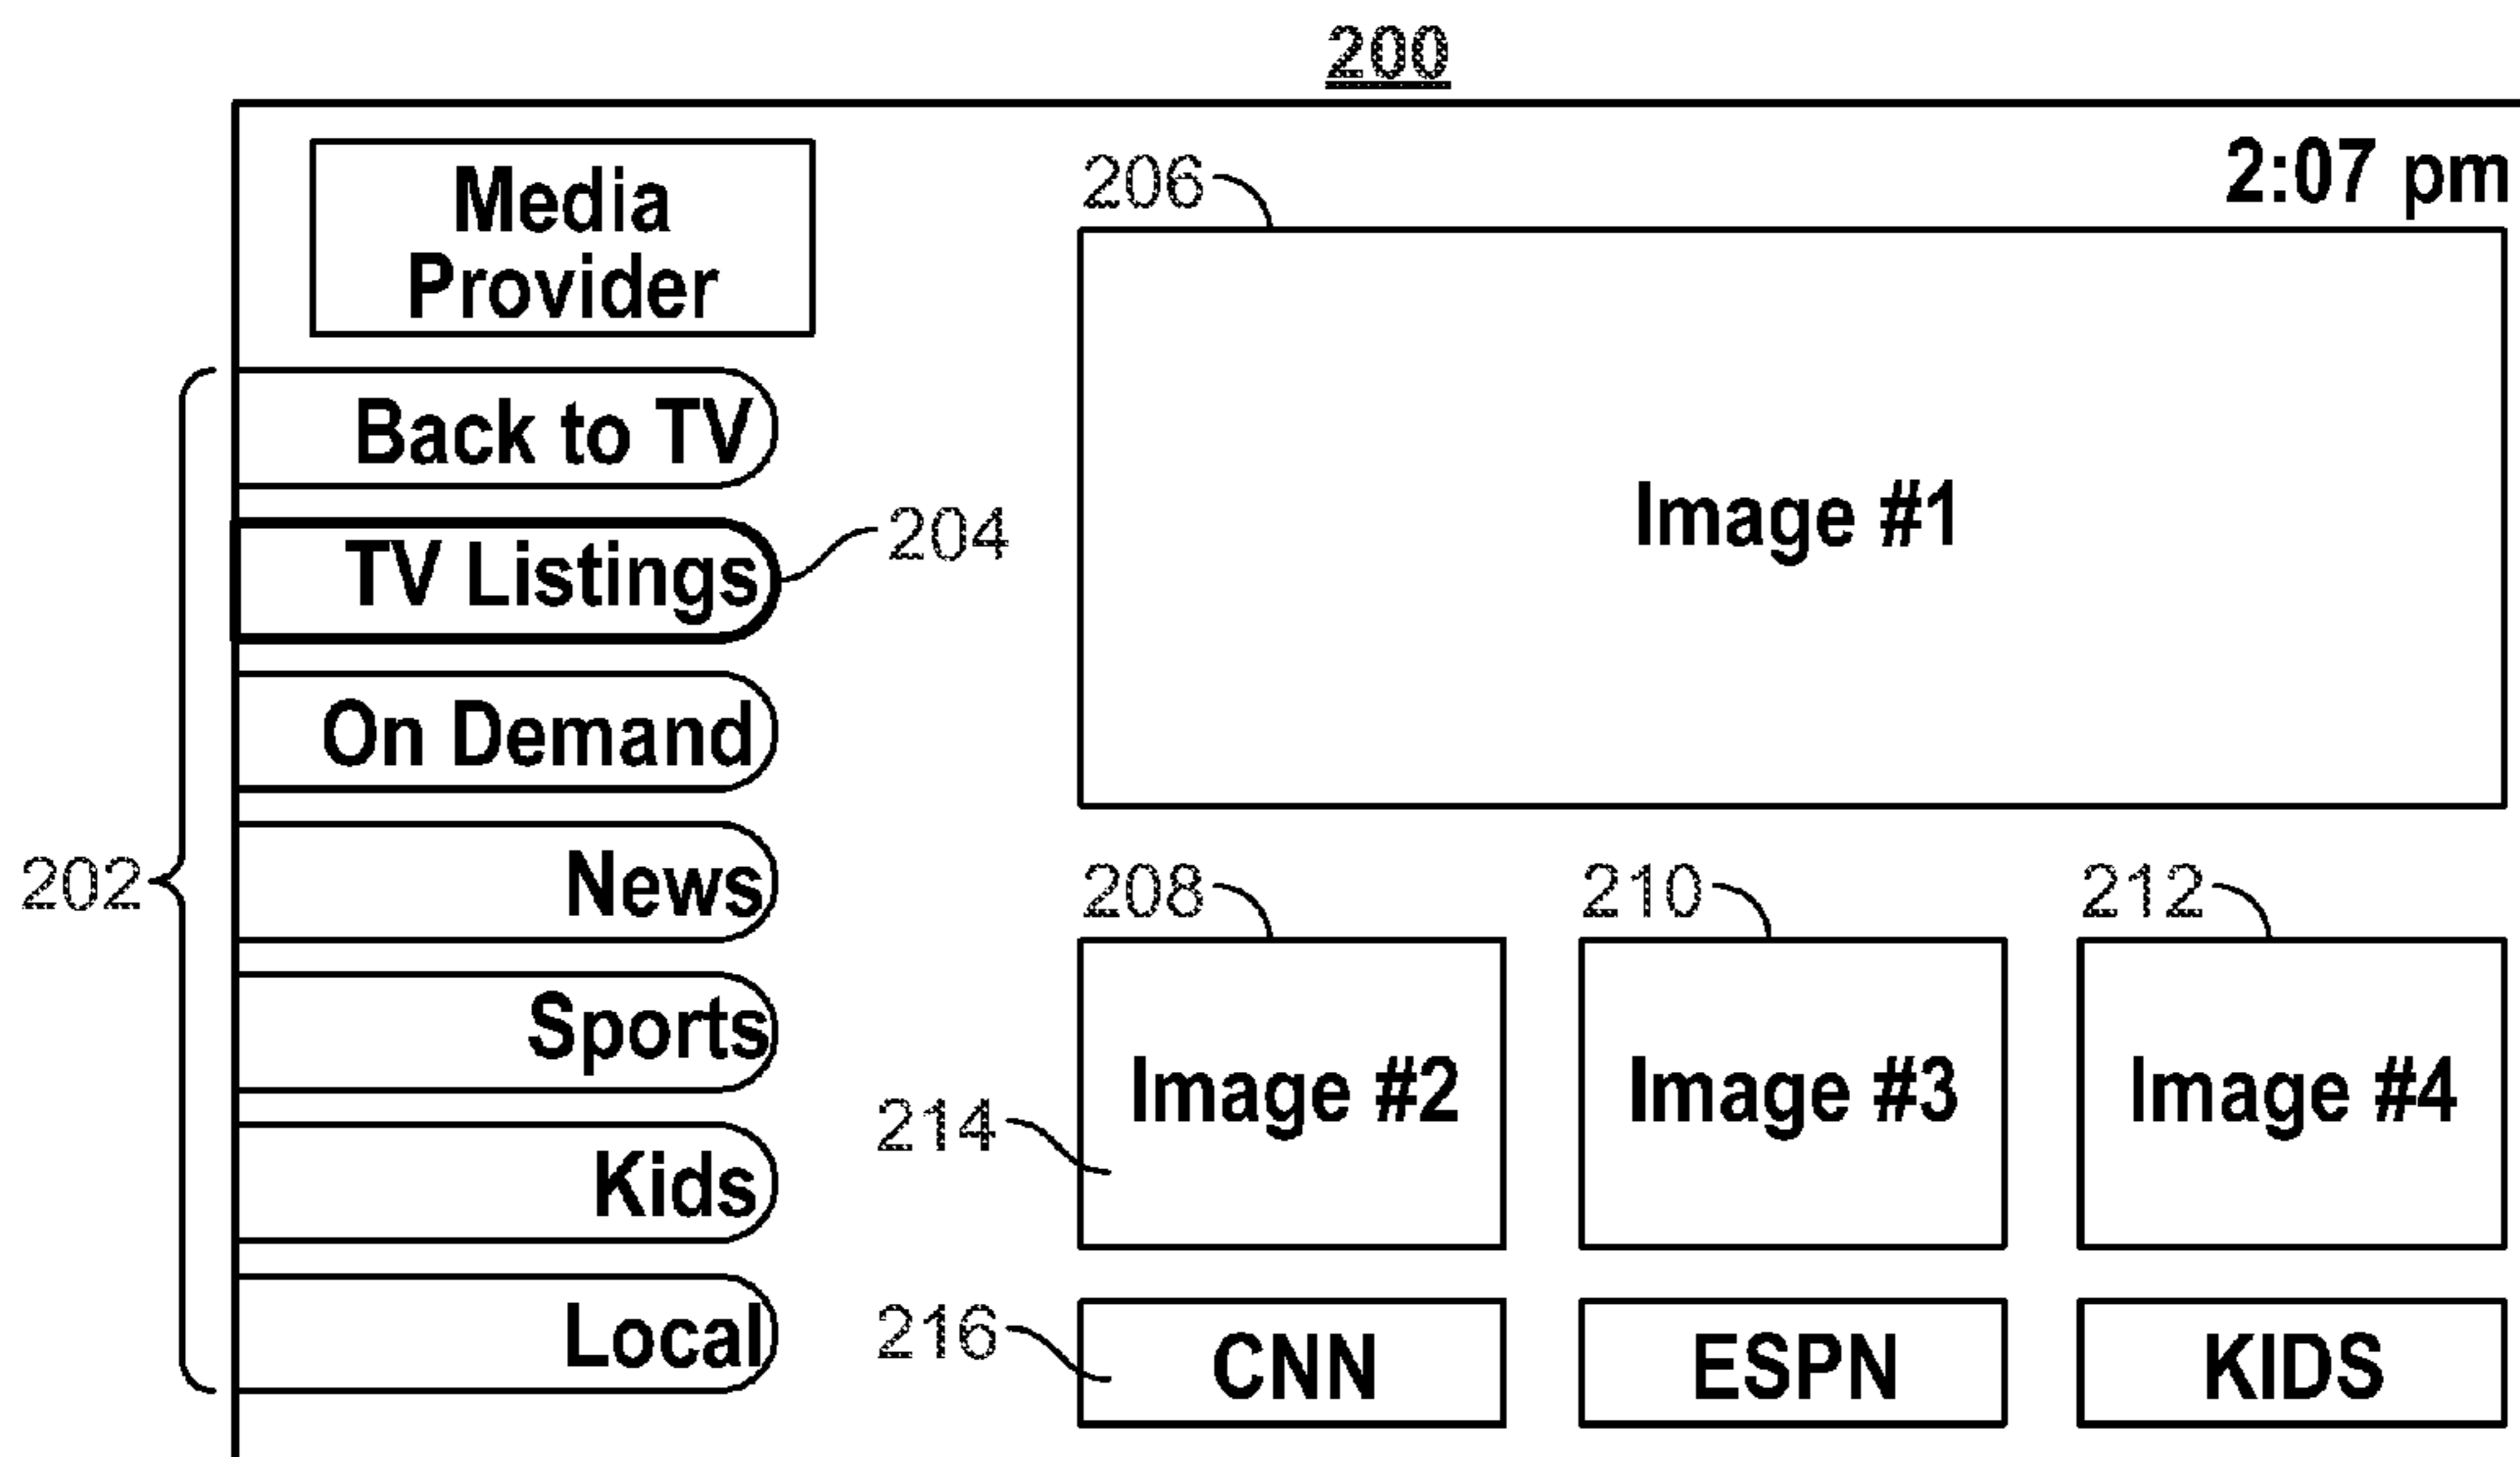 200
Media
Provider
2:07 pm
206
Back to TV
TV Listings
204
On Demand
News
Sports
Kids
Local
202
Image #1
208
210
212
Image #2
Image #3
Image #4
214
216
CNN
ESPN
KIDS